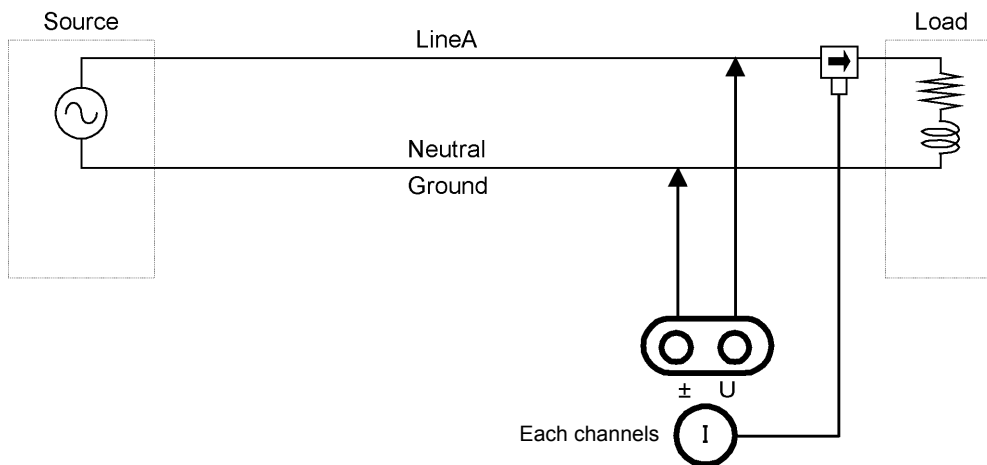 Source
LineA
Load
Neutral
Ground
± U
Each channels I